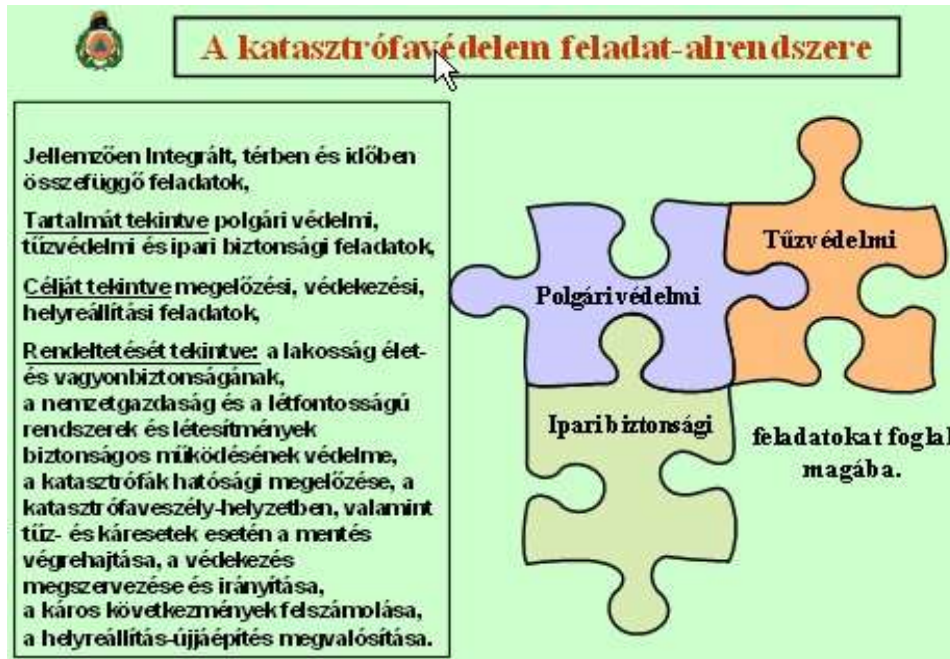 A katasztrófavédelem feladat-alrendszere
Jellemzően Integrált, térben és időben
összefüggő feladatok,
Tartalmát tekintve polgári védelmi,
tűzvédelmi és ipari biztonsági feladatok,
Célját tekintve megelőzési, védekezési,
helyreállítási feladatok,
Rendeltetését tekintve: a lakosság élet-
és vagyonbiztonságának,
a nemzetgazdaság és a létfontosságú
rendszerek és létesítmények
biztonságos működésének védelme,
a katasztrófák hatósági megelőzése, a
katasztrófaveszély-helyzetben, valamint
tűz- és káresetek esetén a mentés
végrehajtása, a védekezés
megszervezése és irányítása,
a káros következmények felszámolása,
a helyreállítás-újjáépítés megvalósítása.
Tűzvédelmi
Polgári védelmi
Ipari biztonsági
feladatokat foglal
magába.